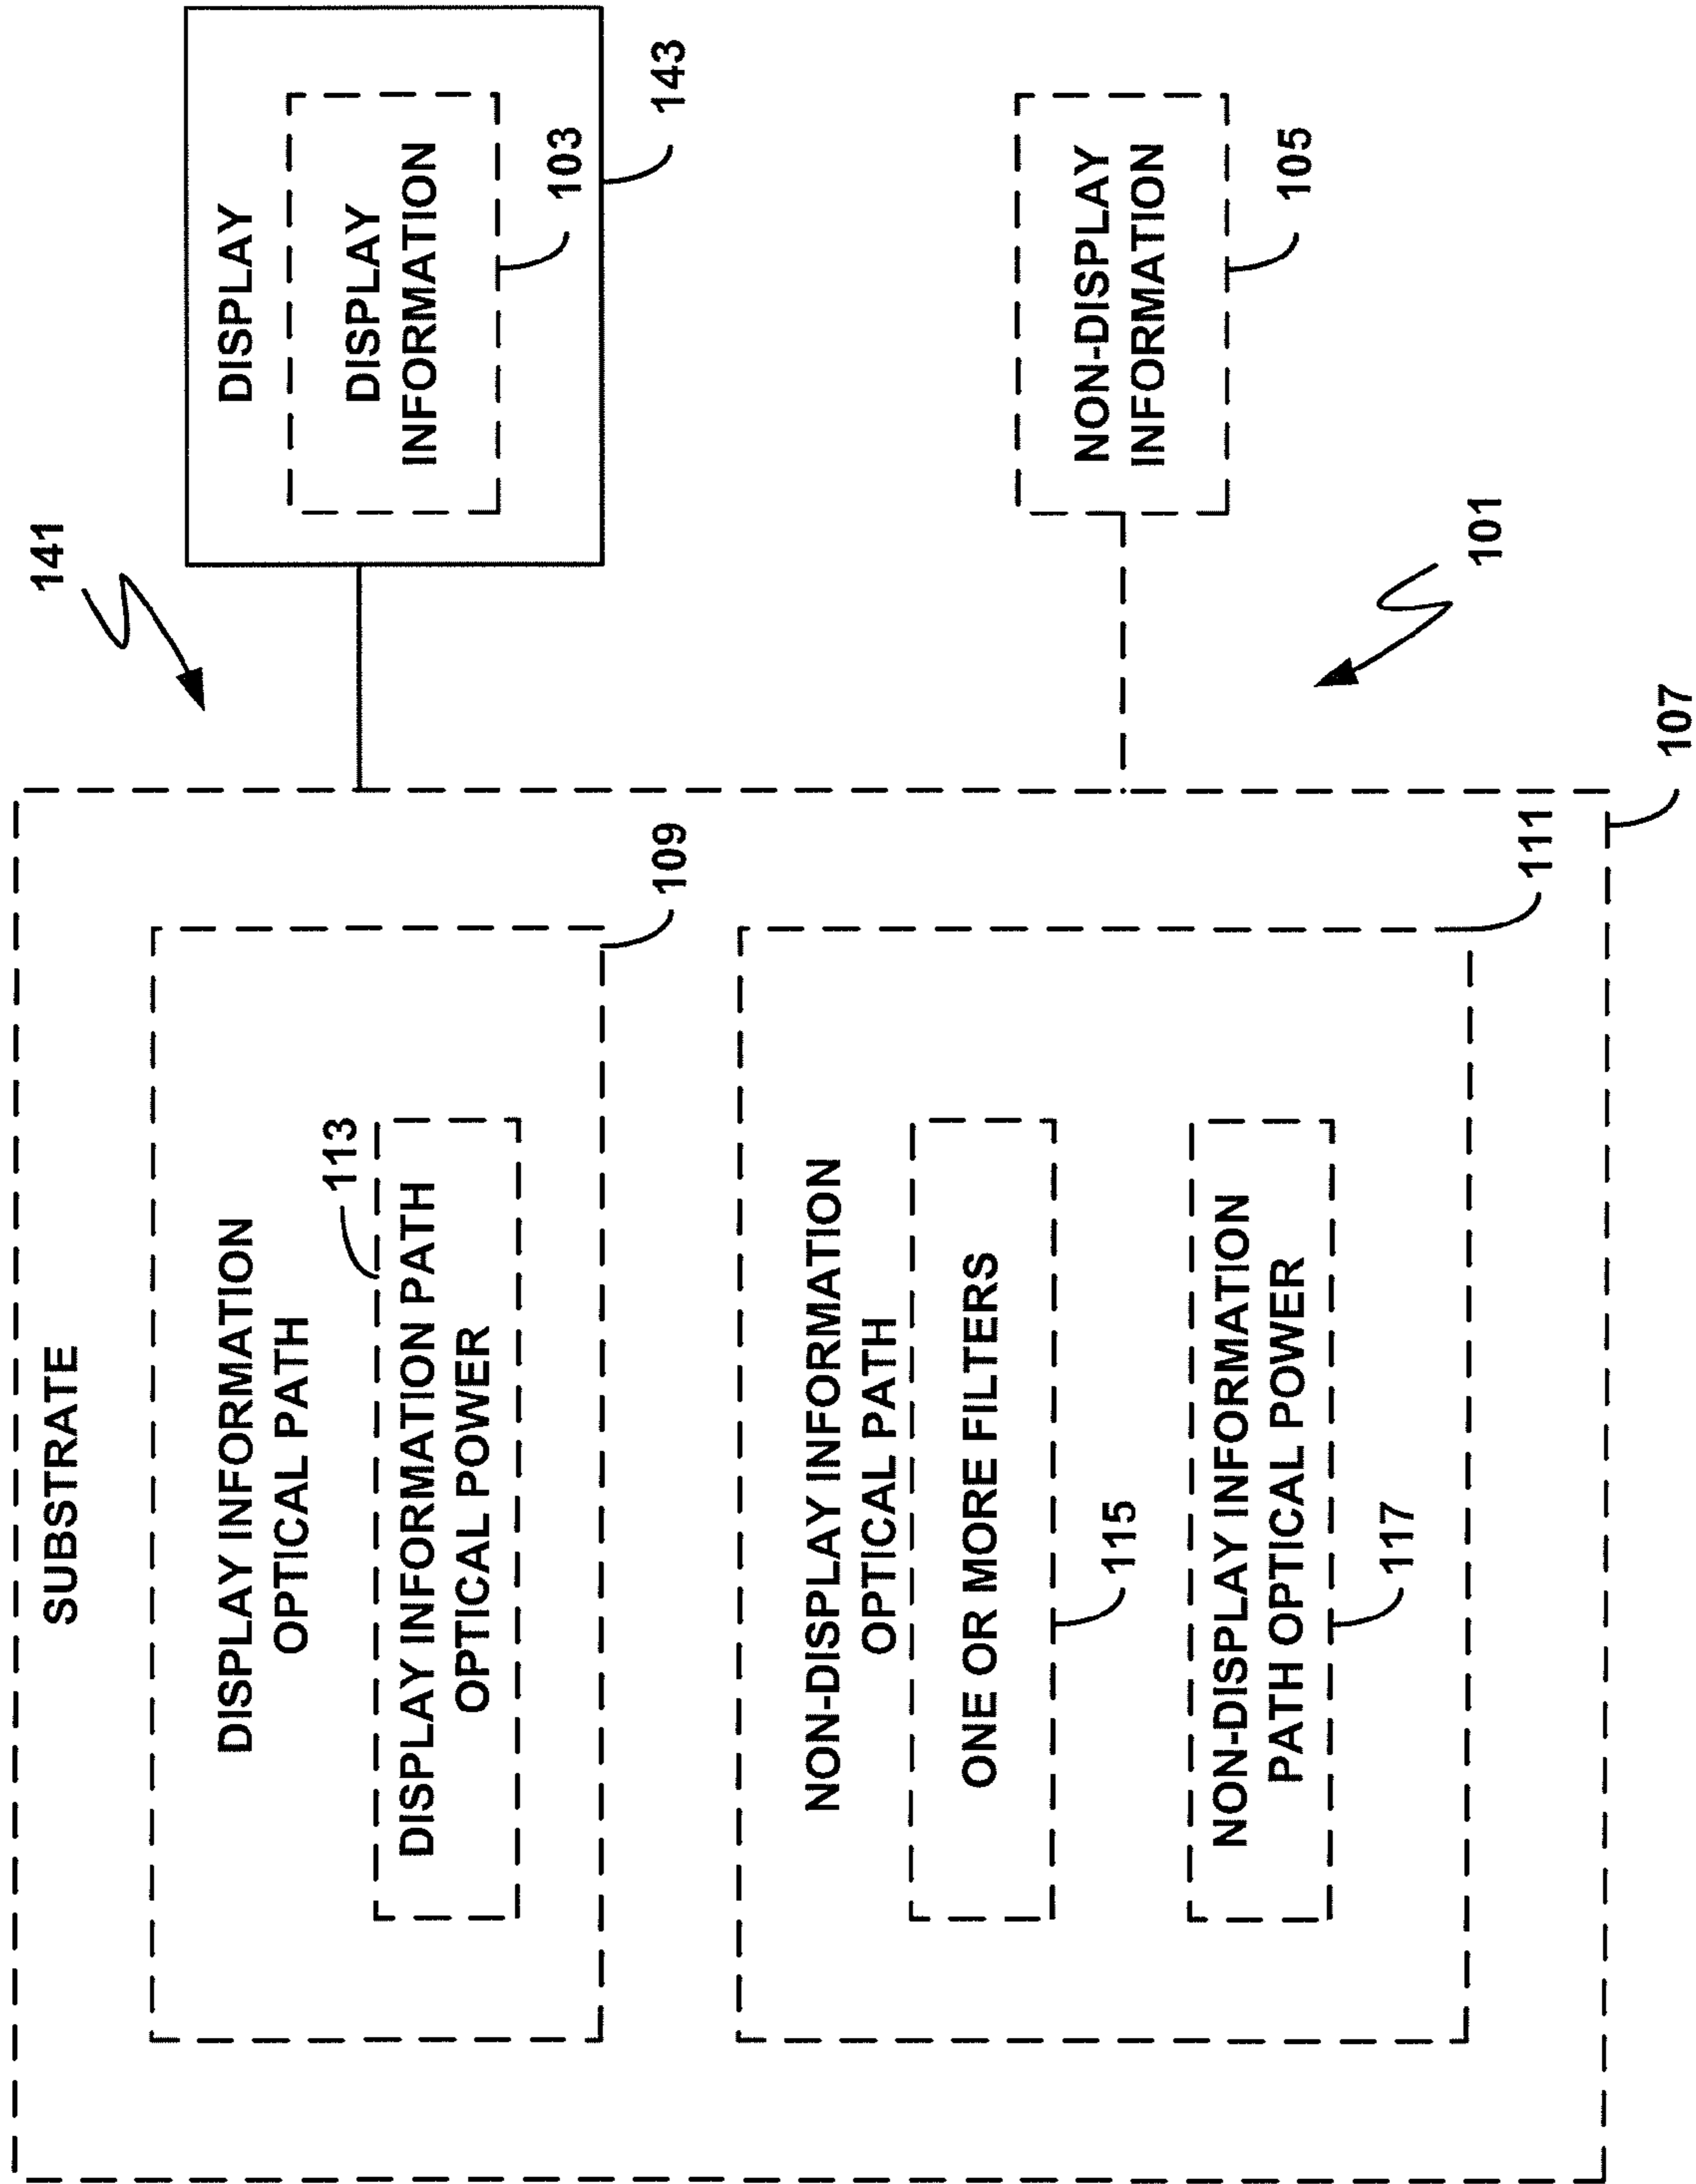 SUBSTRATE
DISPLAY INFORMATION
OPTICAL PATH
113
DISPLAY INFORMATION PATH
OPTICAL POWER
109
NON-DISPLAY INFORMATION
OPTICAL PATH
ONE OR MORE FILTERS
115
NON-DISPLAY INFORMATION
PATH OPTICAL POWER
117
111
107
141
DISPLAY
DISPLAY
INFORMATION
103
143
NON-DISPLAY
INFORMATION
105
101